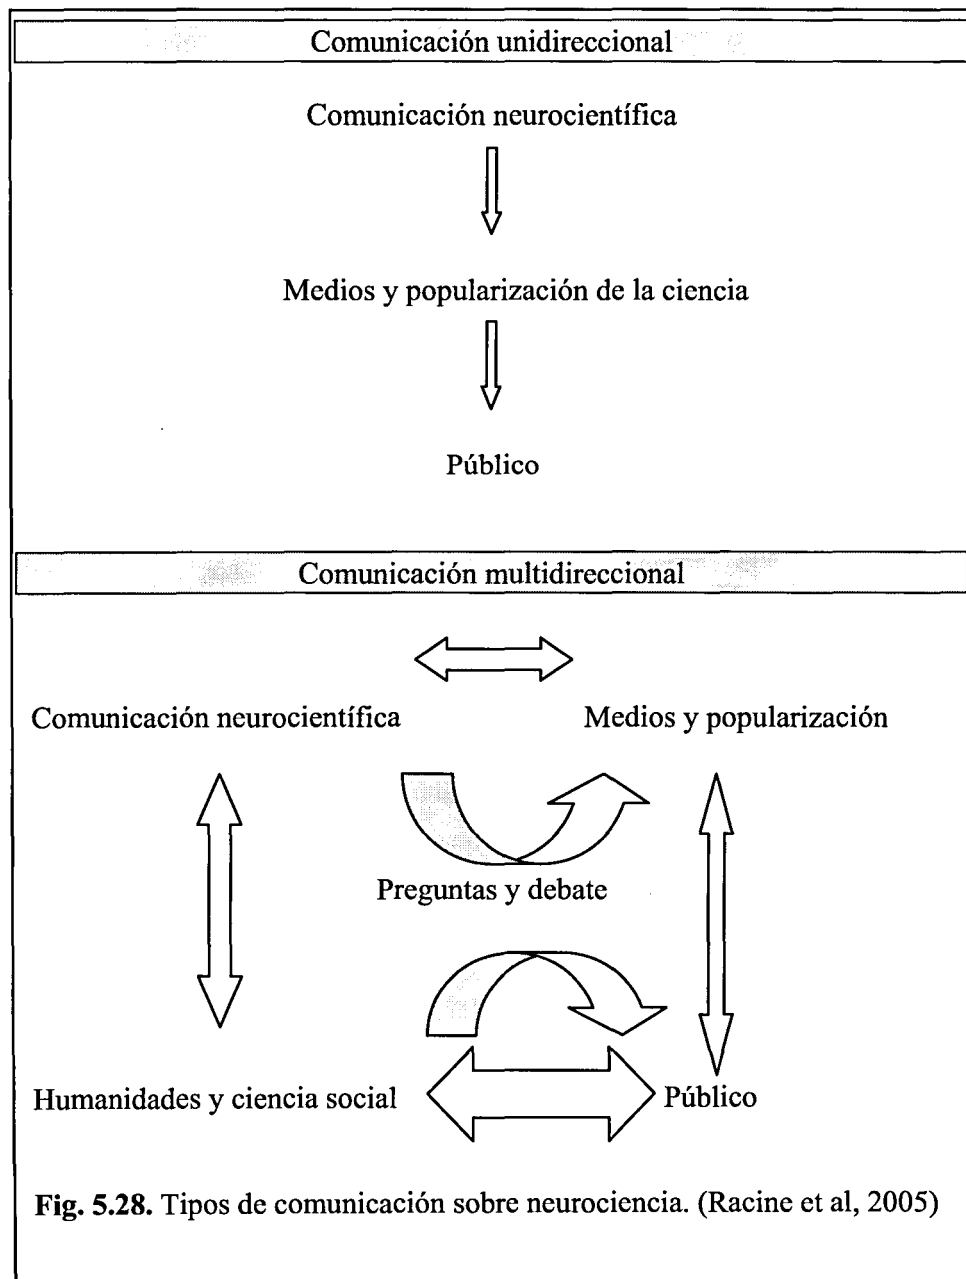 Comunicación unidireccional
Comunicación neurocientífica
Medios y popularización de la ciencia
Público
Comunicación multidireccional
Comunicación neurocientífica Medios y popularización
Preguntas y debate
Humanidades y ciencia social Público
Fig. 5.28. Tipos de comunicación sobre neurociencia. (Racine et al, 2005)